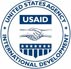 UNITED STATES AGENCY
USAID
INTERNATIONAL DEVELOPMENT